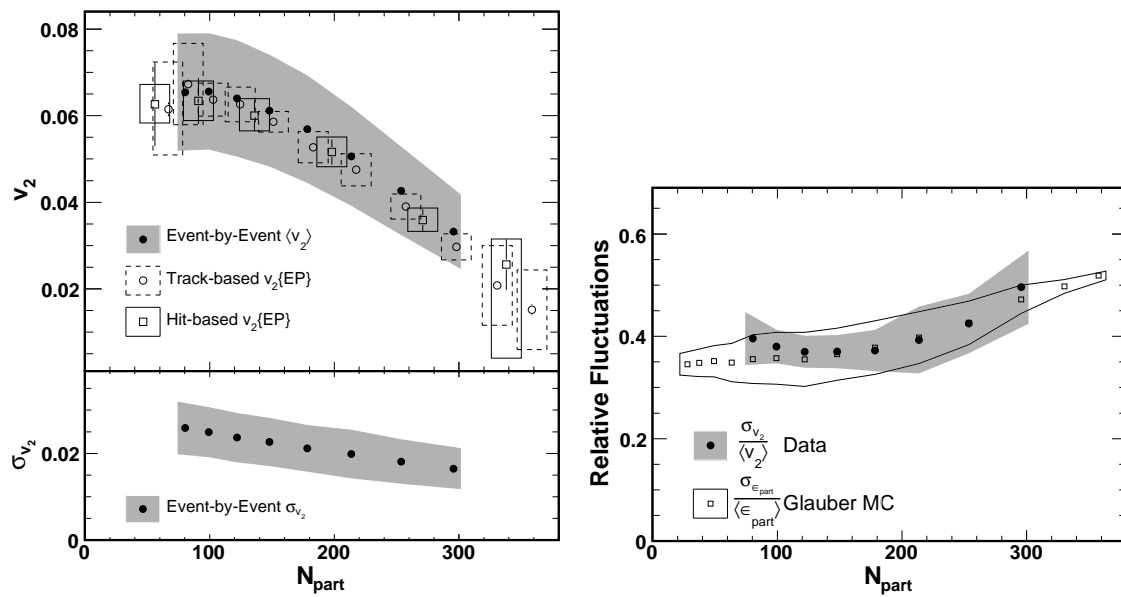 0.08
0.06
0.04
0.02
v2
Event-by-Event ⟨v2⟩
Track-based v2{EP}
Hit-based v2{EP}
0.02
0
σv2
Event-by-Event σv2
0 100 200 300
Npart
0.6
0.4
0.2
0
Relative Fluctuations
σv2
⟨v2⟩ Data
σ∈part
⟨∈part⟩ Glauber MC
0 100 200 300
Npart